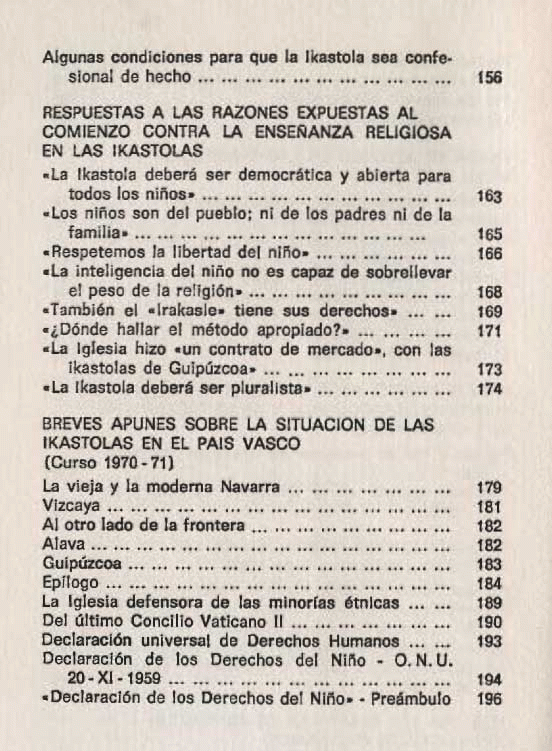 Algunas condiciones para que la Ikastola sea confe-
sional de hecho ... ... ... ... ... ... ... ... ... ... ... 156
RESPUESTAS A LAS RAZONES EXPUESTAS AL
COMIENZO CONTRA LA ENSEÑANZA RELIGIOSA
EN LAS IKASTOLAS
«La Ikastola deberá ser democrática y abierta para
todos los niños» ... ... ... ... ... ... ... ... ... ... ... 163
«Los niños son del pueblo; ni de los padres ni de la
familia» ... ... ... ... ... ... ... ... ... ... ... ... ... 165
«Respetemos la libertad del niño» ... ... ... ... ... ... 166
«La inteligencia del niño no es capaz de sobrellevar
el peso de la religión» ... ... ... ... ... ... ... ... ... 168
«También el «Irakasle» tiene sus derechos» ... ... 169
«¿Dónde hallar el método apropiado?» ... ... ... ... 171
«La Iglesia hizo «un contrato de mercado», con las
ikastolas de Guipúzcoa» ... ... ... ... ... ... ... ... 173
«La Ikastola deberá ser pluralista» ... ... ... ... ... ... 174
BREVES APUNES SOBRE LA SITUACION DE LAS
IKASTOLAS EN EL PAIS VASCO
(Curso 1970-71)
La vieja y la moderna Navarra ... ... ... ... ... ... ... 179
Vizcaya ... ... ... ... ... ... ... ... ... ... ... ... ... ... ... 181
Al otro lado de la frontera ... ... ... ... ... ... ... ... ... 182
Alava ... ... ... ... ... ... ... ... ... ... ... ... ... ... ... ... 182
Guipúzcoa ... ... ... ... ... ... ... ... ... ... ... ... ... ... 183
Epílogo ... ... ... ... ... ... ... ... ... ... ... ... ... ... ... 184
La Iglesia defensora de las minorías étnicas ... ... 189
Del último Concilio Vaticano II ... ... ... ... ... ... ... 190
Declaración universal de Derechos Humanos ... ... 193
Declaración de los Derechos del Niño - O. N. U.
20 - XI - 1959 ... ... ... ... ... ... ... ... ... ... ... ... 194
«Declaración de los Derechos del Niño» - Preámbulo 196